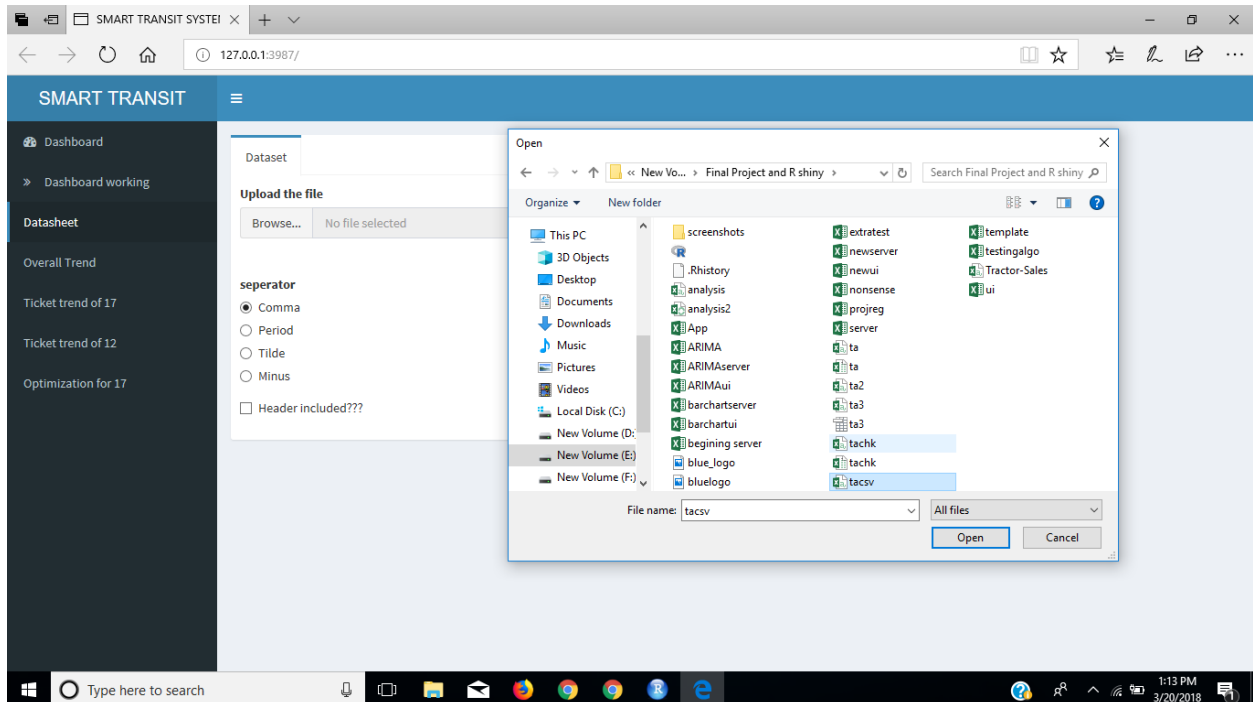 SMART TRANSIT SYSTEM
127.0.0.1:3987/
SMART TRANSIT
Dashboard
Dashboard working
Datasheet
Overall Trend
Ticket trend of 17
Ticket trend of 12
Optimization for 17
Dataset
Upload the file
Browse... No file selected
seperator
Comma
Period
Tilde
Minus
Header included???
Open
« New Vo... › Final Project and R shiny ›
Search Final Project and R shiny
Organize
New folder
This PC
3D Objects
Desktop
Documents
Downloads
Music
Pictures
Videos
Local Disk (C:)
New Volume (D:
New Volume (E:)
New Volume (F:)
screenshots
.Rhistory
analysis
analysis2
App
ARIMA
ARIMAserver
ARIMAui
barchartserver
barchartui
begining server
blue_logo
bluelogo
extratest
newserver
newui
nonsense
projreg
server
ta
ta
ta2
ta3
ta3
tachk
tachk
tacsv
template
testingalgo
Tractor-Sales
ui
File name: tacsv
All files
Open
Cancel
Type here to search
1:13 PM
3/20/2018